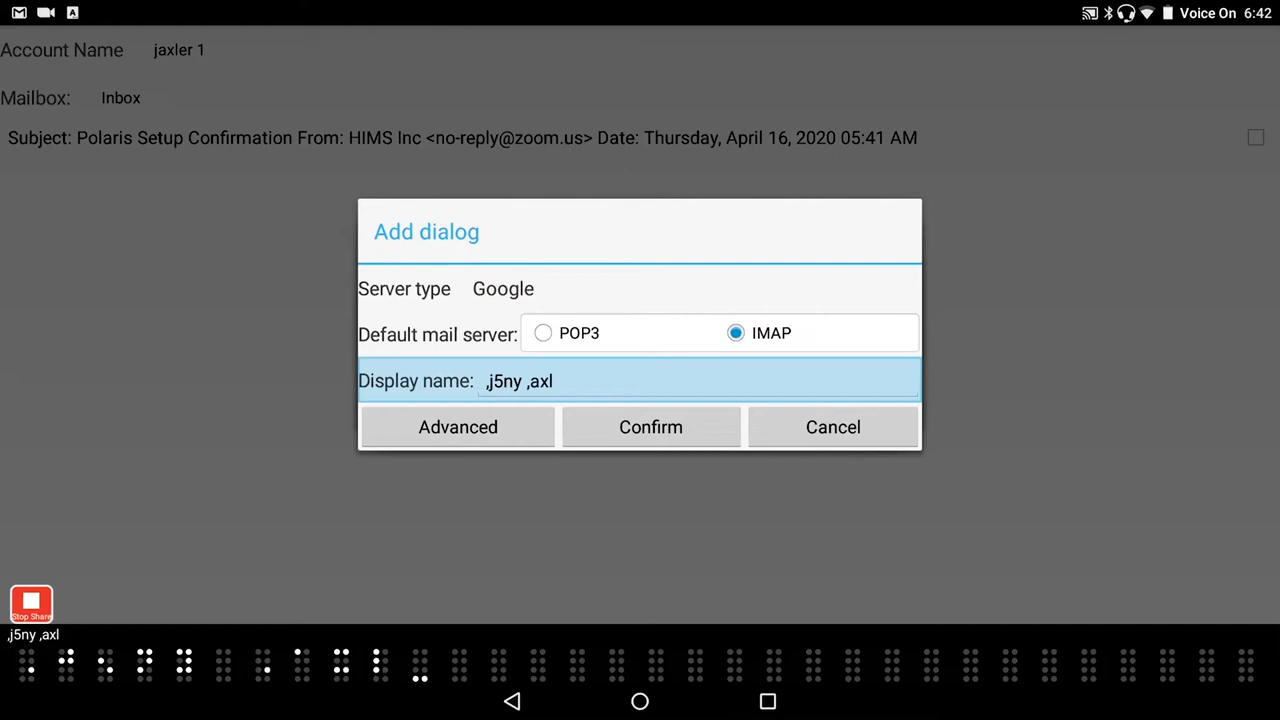 A Voice On 6:42
Account Name jaxler 1
Mailbox: Inbox
Subject: Polaris Setup Confirmation From: HIMS Inc <no-reply@zoom.us> Date: Thursday, April 16, 2020 05:41 AM
Add dialog
Server type Google
Default mail server: POP3 IMAP
Display name: ,j5ny ,axl
Advanced Confirm Cancel
Stop Share
,j5ny ,axl